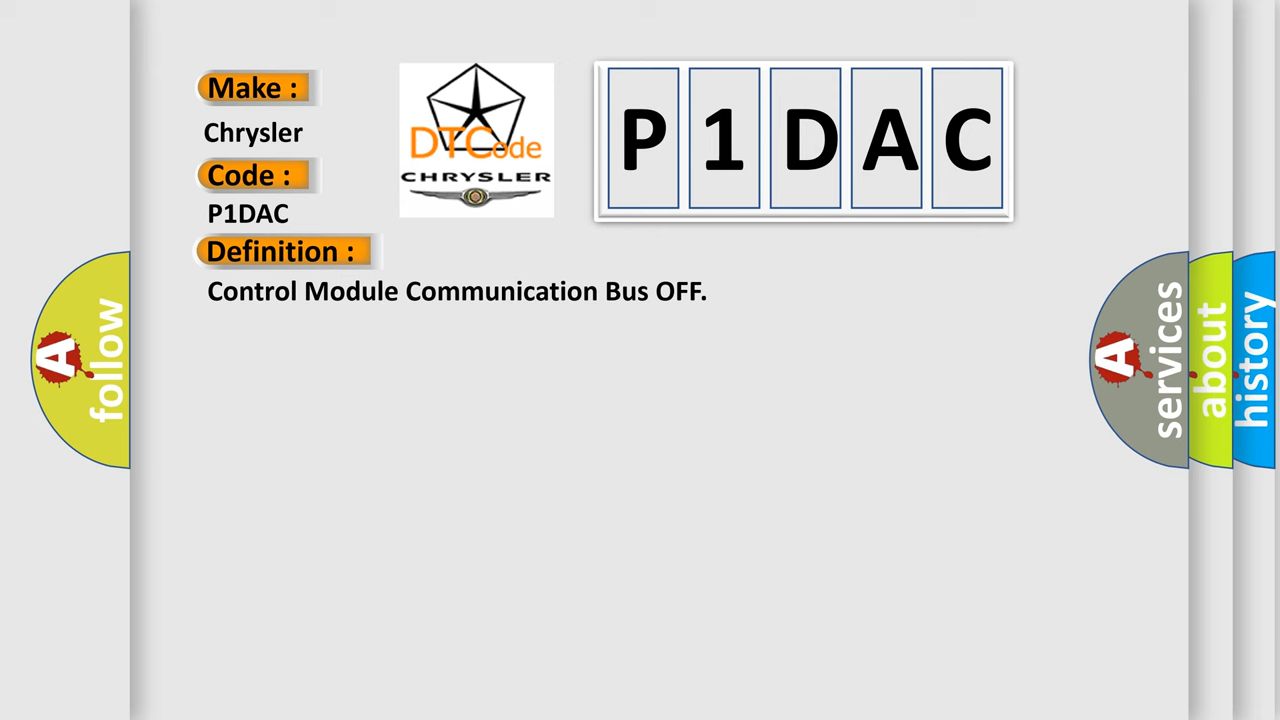 Make :
Chrysler
Code :
P1DAC
Definition :
Control Module Communication Bus OFF.
DTCode
CHRYSLER
P 1 D A C
A follow
A services
about
history